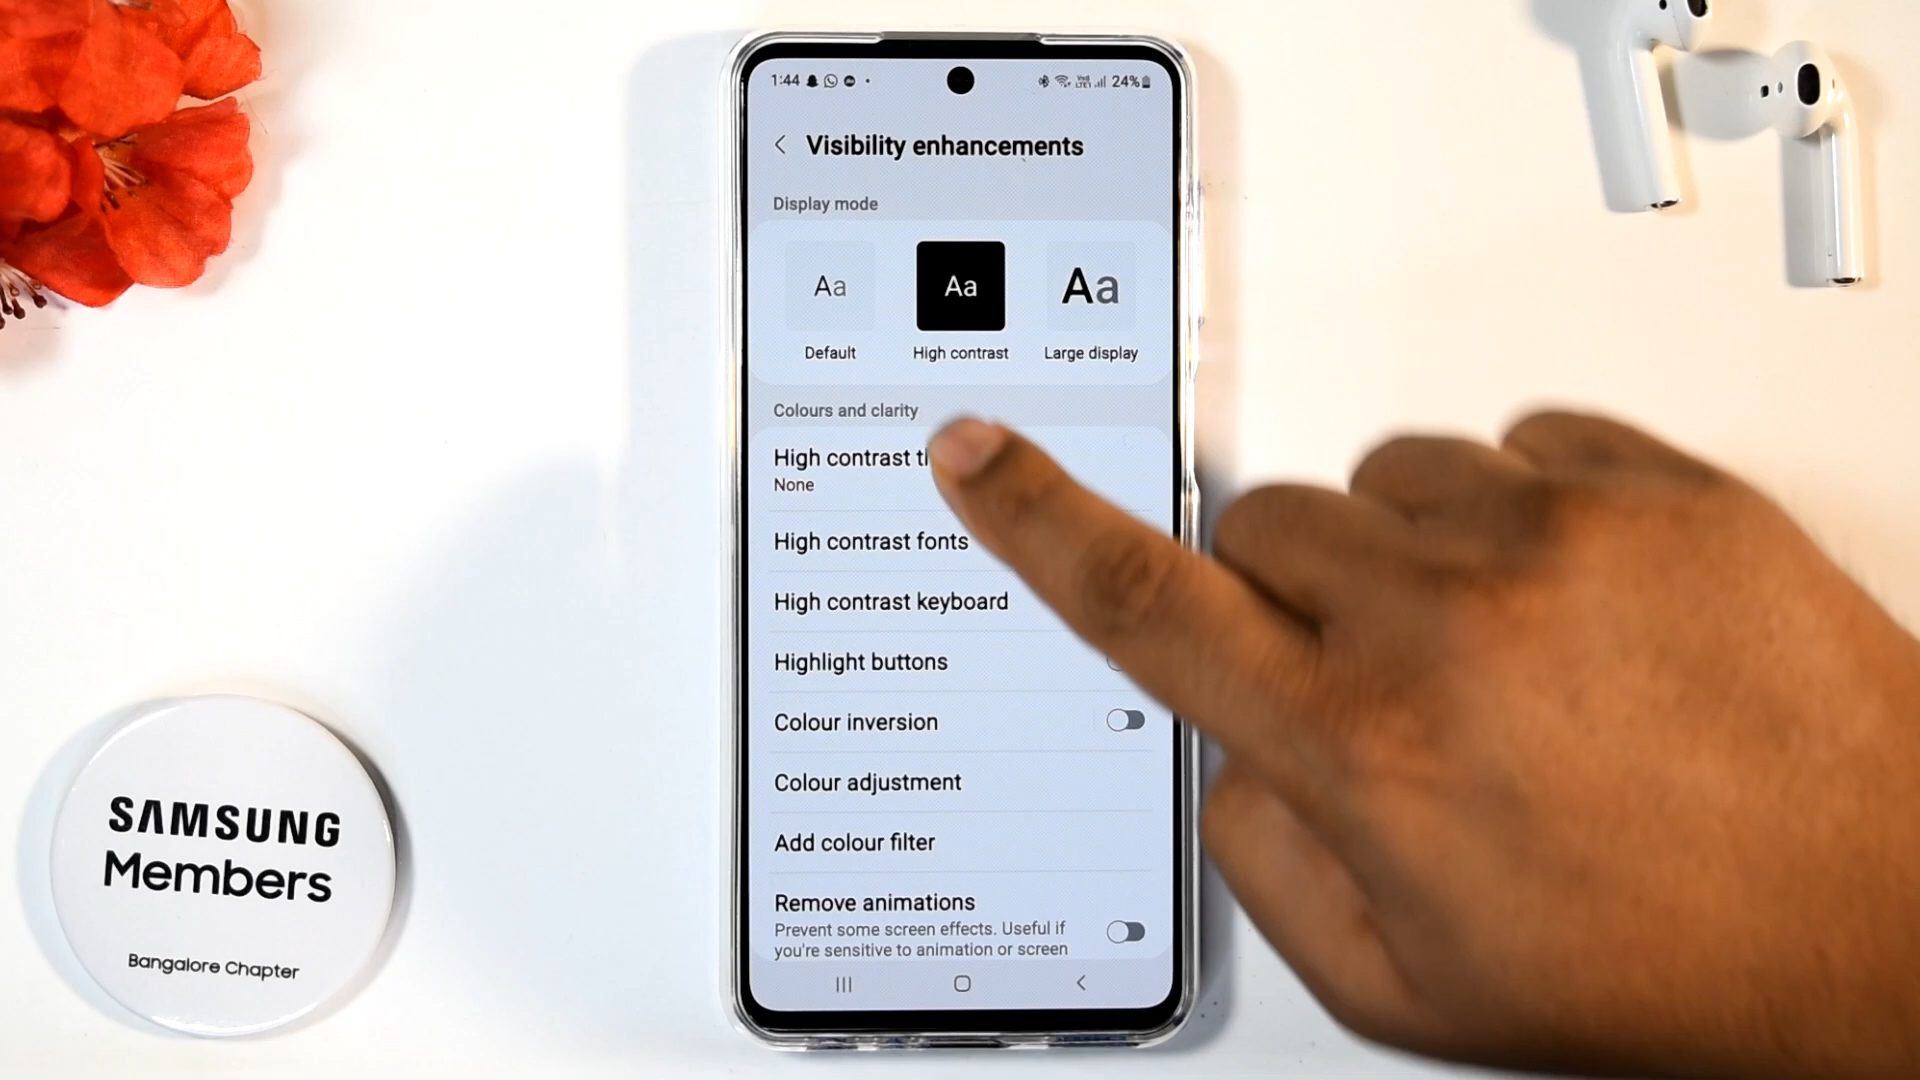 1:44
24%
Visibility enhancements
Display mode
Aa Aa Aa
Default High contrast Large display
Colours and clarity
High contrast
None
High contrast fonts
High contrast keyboard
Highlight buttons
Colour inversion
Colour adjustment
Add colour filter
Remove animations
Prevent some screen effects. Useful if
you're sensitive to animation or screen
SAMSUNG
Members
Bangalore Chapter